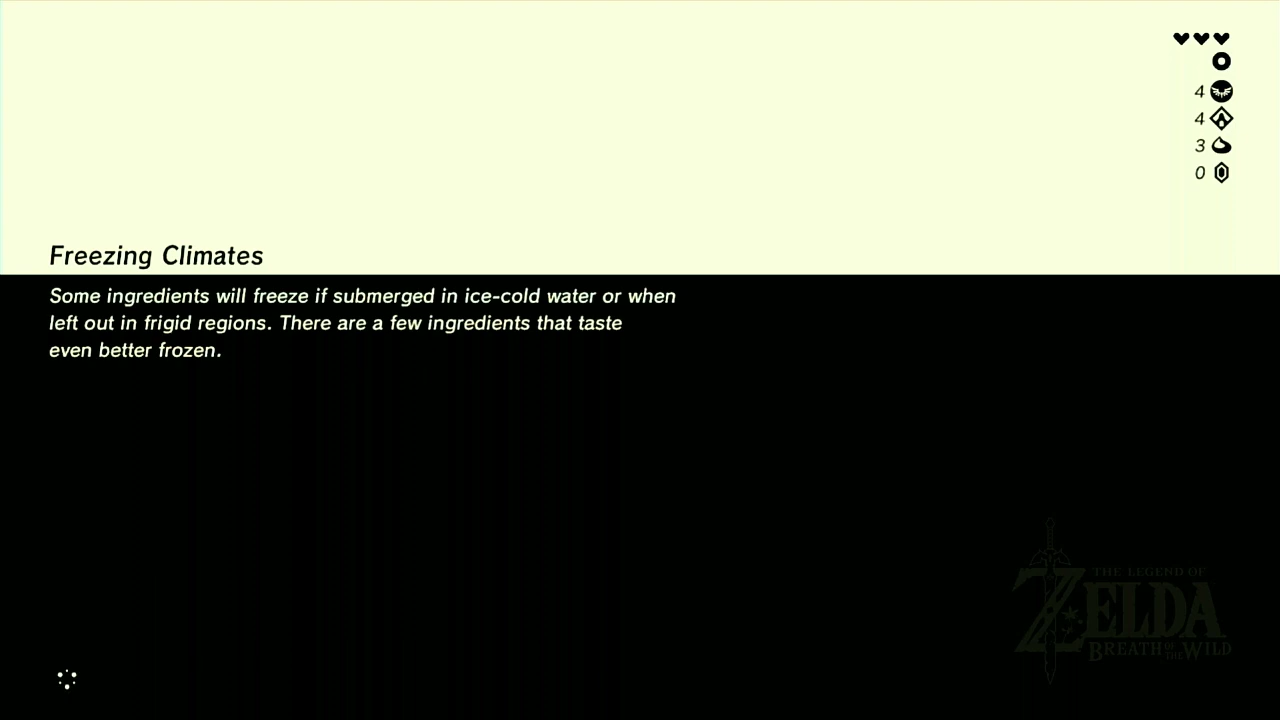 4
4
3
0
Freezing Climates
Some ingredients will freeze if submerged in ice-cold water or when
left out in frigid regions. There are a few ingredients that taste
even better frozen.
THE LEGEND OF
ZELDA
BREATH OF THE WILD